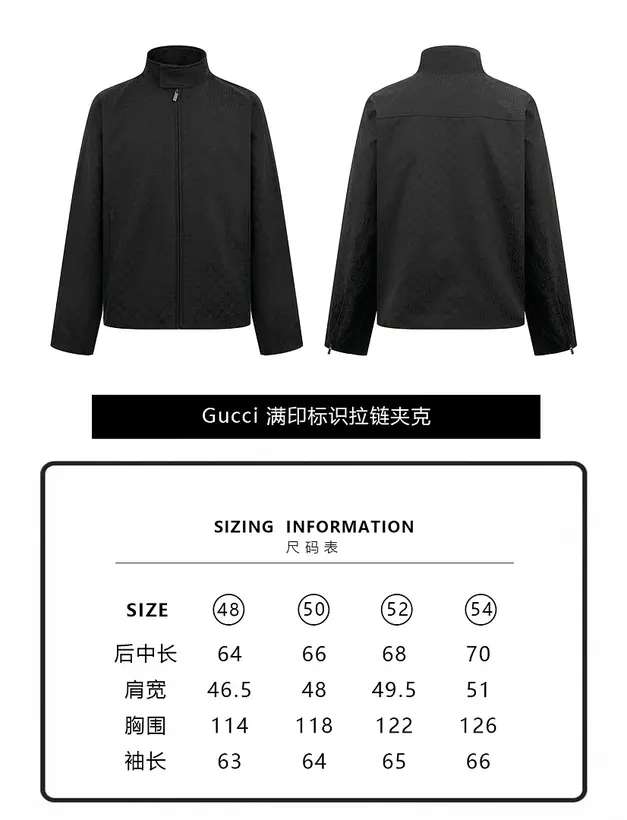 Gucci 满印标识拉链夹克
SIZING INFORMATION
尺码表
SIZE 48 50 52 54
后中长 64 66 68 70
肩宽 46.5 48 49.5 51
胸围 114 118 122 126
袖长 63 64 65 66